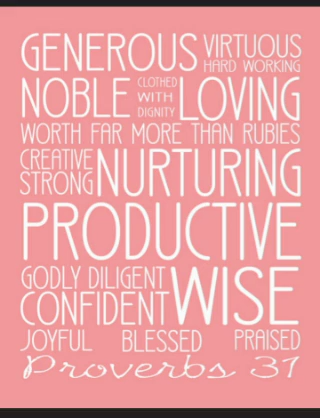 GENEROUS VIRTUOUS
HARD WORKING
NOBLE CLOTHED WITH DIGNITY LOVING
WORTH FAR MORE THAN RUBIES
CREATIVE
STRONG NURTURING
PRODUCTIVE
GODLY DILIGENT
CONFIDENT WISE
JOYFUL BLESSED PRAISED
Proverbs 31